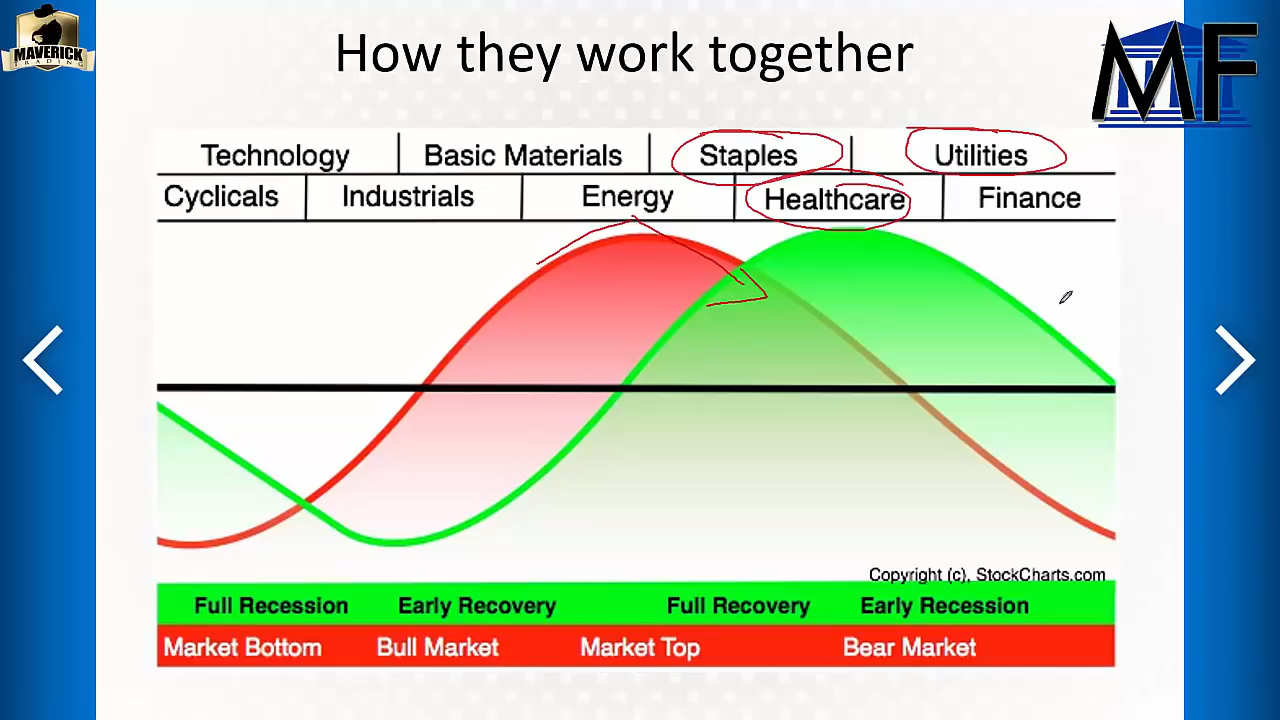 MAVERICK
TRADING
How they work together
MF
Technology Basic Materials Staples Utilities
Cyclicals Industrials Energy Healthcare Finance
Copyright (c), StockCharts.com
Full Recession Early Recovery Full Recovery Early Recession
Market Bottom Bull Market Market Top Bear Market